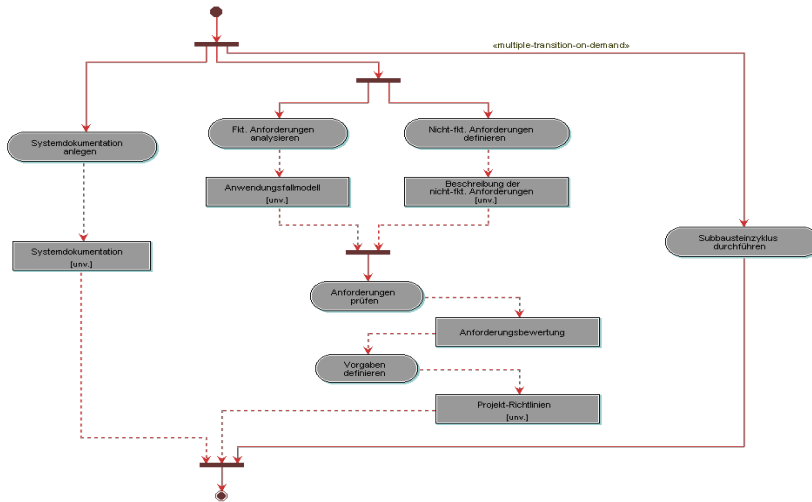 «multiple-transition-on-demand»
Systemdokumentation
anlegen
Fkt. Anforderungen
analysieren
Nicht-fkt. Anforderungen
definieren
Anwendungsfallmodell
[unv.]
Beschreibung der
nicht-fkt. Anforderungen
[unv.]
Systemdokumentation
[unv.]
Subbausteinzyklus
durchführen
Anforderungen
prüfen
Anforderungsbewertung
Vorgaben
definieren
Projekt-Richtlinien
[unv.]